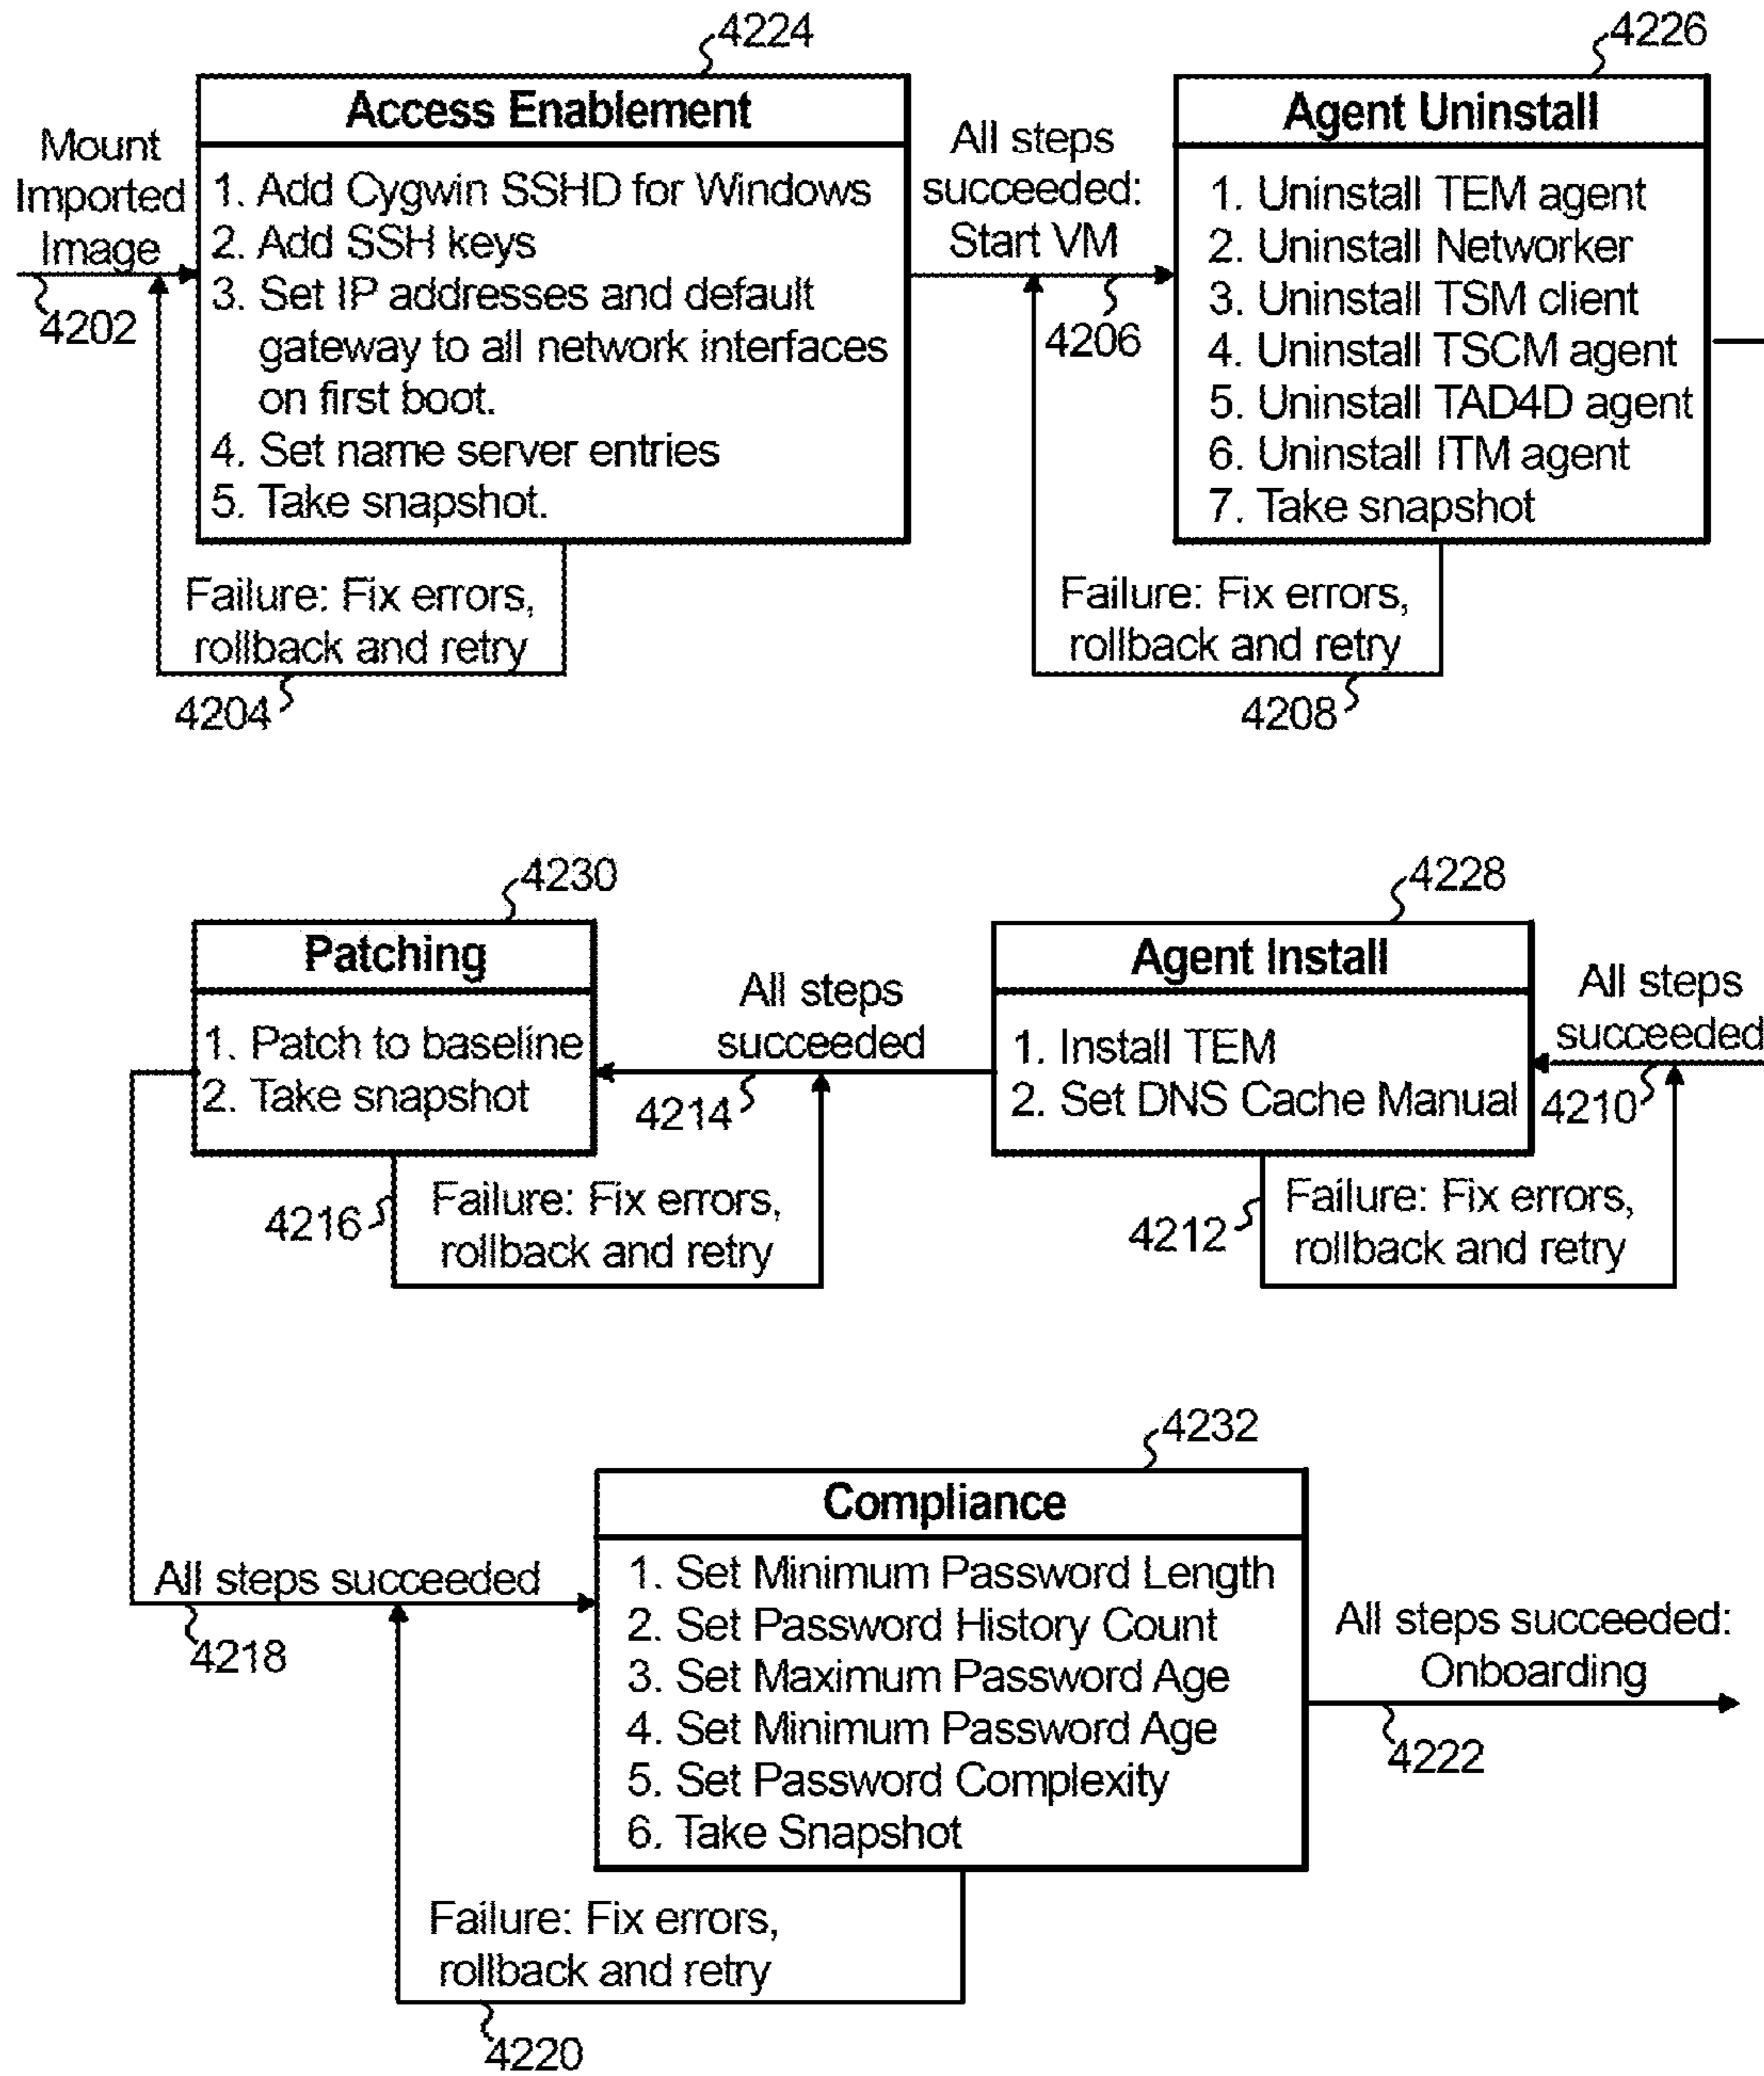 4224
Access Enablement
Mount
Imported
Image
4202
1. Add Cygwin SSHD for Windows
2. Add SSH keys
3. Set IP addresses and default
gateway to all network interfaces
on first boot.
4. Set name server entries
5. Take snapshot.
Failure: Fix errors,
rollback and retry
4204
All steps
succeeded:
Start VM
4206
4226
Agent Uninstall
1. Uninstall TEM agent
2. Uninstall Networker
3. Uninstall TSM client
4. Uninstall TSCM agent
5. Uninstall TAD4D agent
6. Uninstall ITM agent
7. Take snapshot
Failure: Fix errors,
rollback and retry
4208
All steps
succeeded
4210
4228
Agent Install
1. Install TEM
2. Set DNS Cache Manual
4212
Failure: Fix errors,
rollback and retry
All steps
succeeded
4214
4230
Patching
1. Patch to baseline
2. Take snapshot
4216
Failure: Fix errors,
rollback and retry
All steps succeeded
4218
4232
Compliance
1. Set Minimum Password Length
2. Set Password History Count
3. Set Maximum Password Age
4. Set Minimum Password Age
5. Set Password Complexity
6. Take Snapshot
Failure: Fix errors,
rollback and retry
4220
All steps succeeded:
Onboarding
4222